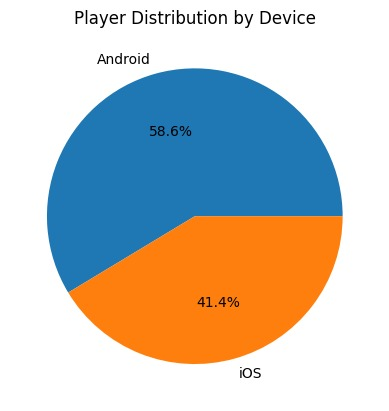 Player Distribution by Device
Android
58.6%
41.4%
iOS